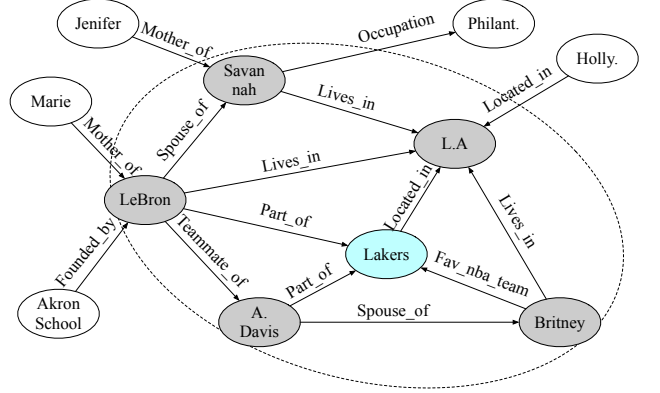 Jenifer
Mother_of
Occupation
Philant.
Savan
nah
Holly.
Located_in
Marie
Mother_of
Spouse_of
Lives_in
L.A
Lives_in
LeBron
Part_of
Located_in
Lives_in
Founded_by
Teammate_of
Lakers
Fav_nba_team
Akron
School
Part_of
A.
Davis
Spouse_of
Britney